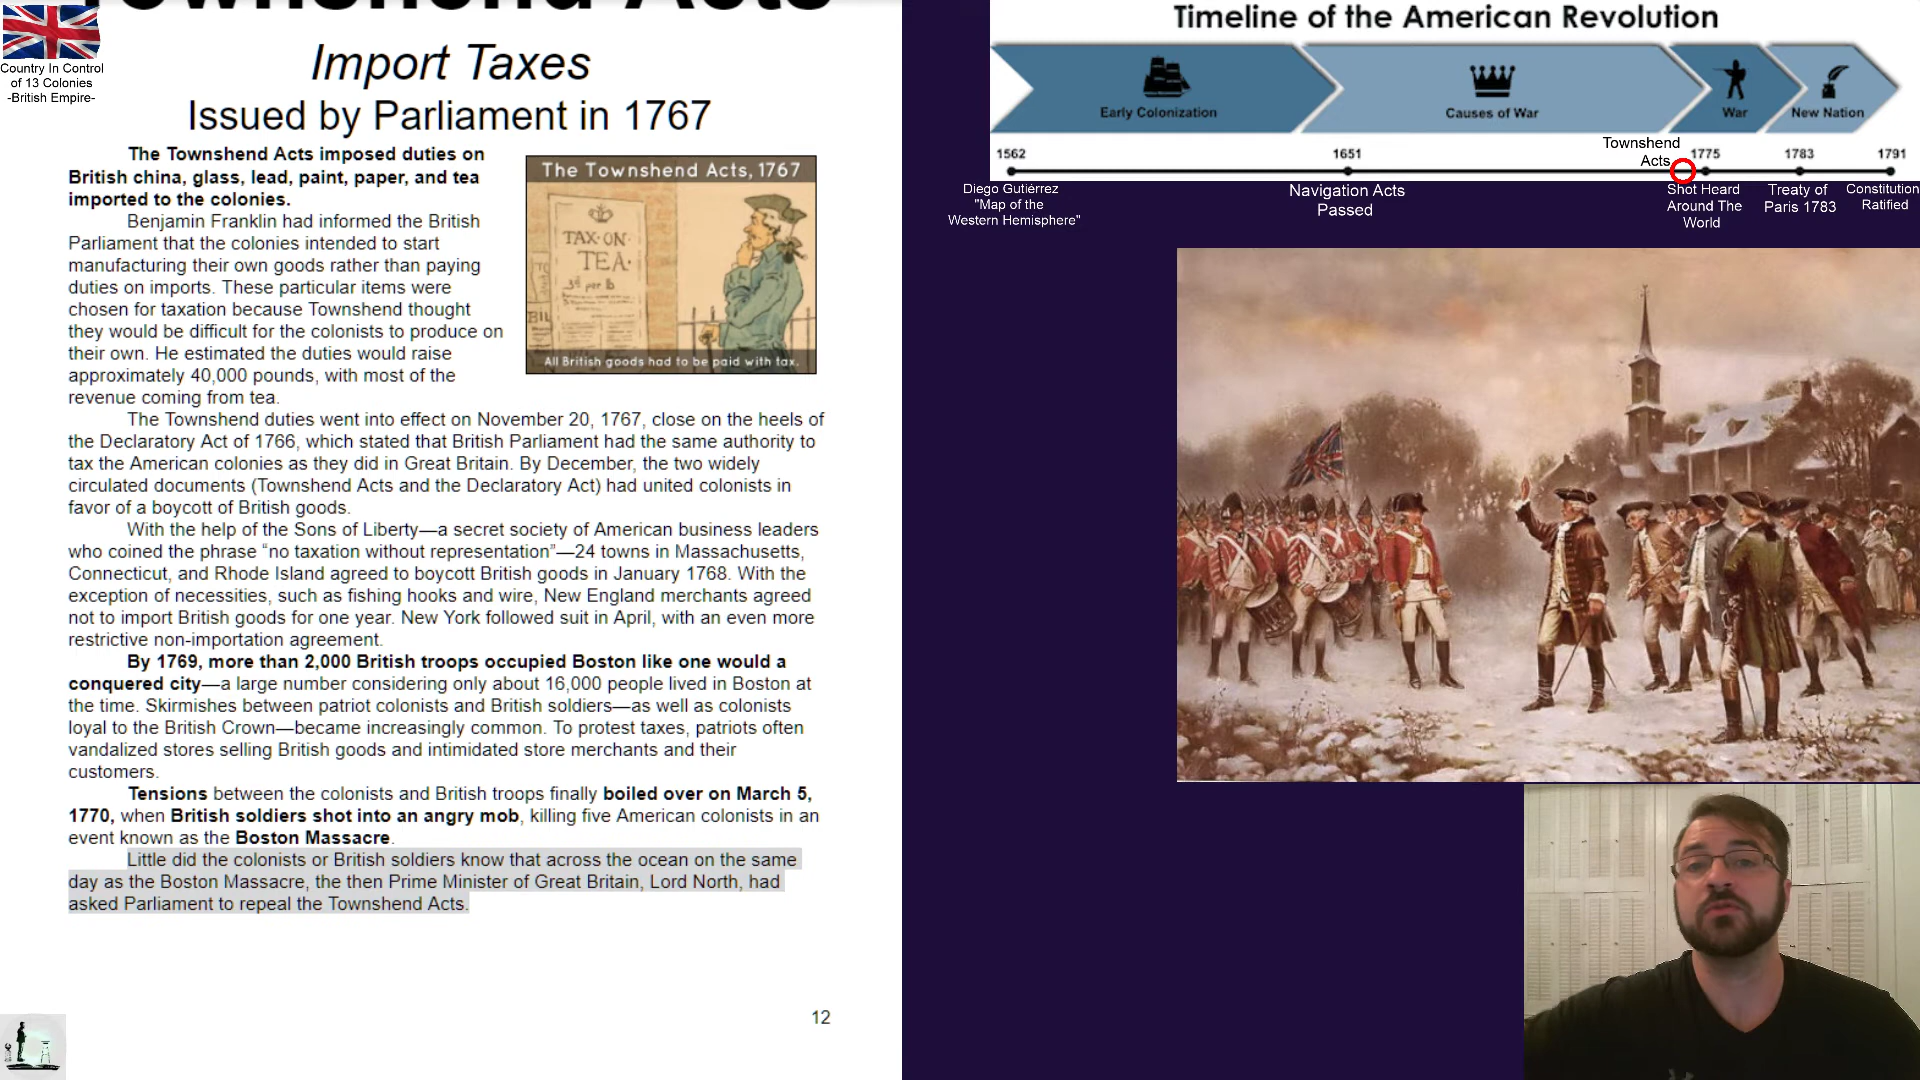 Townshend Acts
Country In Control
of 13 Colonies
-British Empire-
Import Taxes
Issued by Parliament in 1767
The Townshend Acts imposed duties on
British china, glass, lead, paint, paper, and tea
imported to the colonies.
Benjamin Franklin had informed the British
Parliament that the colonies intended to start
manufacturing their own goods rather than paying
duties on imports. These particular items were
chosen for taxation because Townshend thought
they would be difficult for the colonists to produce on
their own. He estimated the duties would raise
approximately 40,000 pounds, with most of the
revenue coming from tea.
The Townshend Acts, 1767
TAX·ON·
TEA·
3d per lb
BIL
All British goods had to be paid with tax.
The Townshend duties went into effect on November 20, 1767, close on the heels of
the Declaratory Act of 1766, which stated that British Parliament had the same authority to
tax the American colonies as they did in Great Britain. By December, the two widely
circulated documents (Townshend Acts and the Declaratory Act) had united colonists in
favor of a boycott of British goods.
With the help of the Sons of Liberty—a secret society of American business leaders
who coined the phrase “no taxation without representation”—24 towns in Massachusetts,
Connecticut, and Rhode Island agreed to boycott British goods in January 1768. With the
exception of necessities, such as fishing hooks and wire, New England merchants agreed
not to import British goods for one year. New York followed suit in April, with an even more
restrictive non-importation agreement.
By 1769, more than 2,000 British troops occupied Boston like one would a
conquered city—a large number considering only about 16,000 people lived in Boston at
the time. Skirmishes between patriot colonists and British soldiers—as well as colonists
loyal to the British Crown—became increasingly common. To protest taxes, patriots often
vandalized stores selling British goods and intimidated store merchants and their
customers.
Tensions between the colonists and British troops finally boiled over on March 5,
1770, when British soldiers shot into an angry mob, killing five American colonists in an
event known as the Boston Massacre.
Little did the colonists or British soldiers know that across the ocean on the same
day as the Boston Massacre, the then Prime Minister of Great Britain, Lord North, had
asked Parliament to repeal the Townshend Acts.
12
Timeline of the American Revolution
Early Colonization
Causes of War
War
New Nation
Townshend
Acts
1562
1651
1775
1783
1791
Diego Gutiérrez
"Map of the
Western Hemisphere"
Navigation Acts
Passed
Shot Heard
Around The
World
Treaty of
Paris 1783
Constitution
Ratified